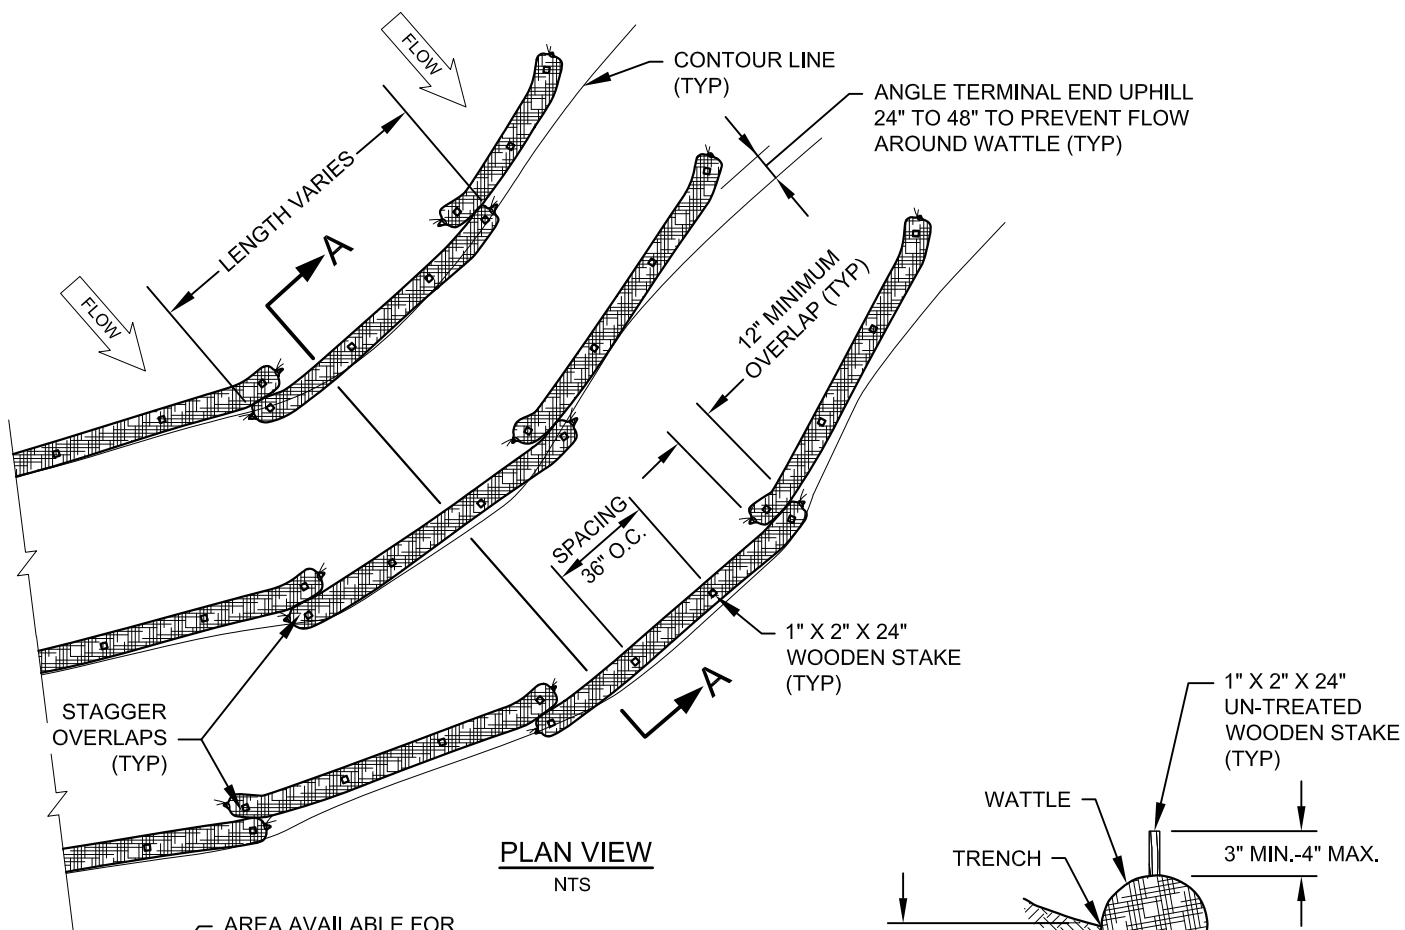 FLOW
CONTOUR LINE
(TYP)
ANGLE TERMINAL END UPHILL
24" TO 48" TO PREVENT FLOW
AROUND WATTLE (TYP)
LENGTH VARIES
A
FLOW
12" MINIMUM
OVERLAP (TYP)
SPACING
36" O.C.
1" X 2" X 24"
WOODEN STAKE
(TYP)
A
STAGGER
OVERLAPS
(TYP)
1" X 2" X 24"
UN-TREATED
WOODEN STAKE
(TYP)
WATTLE
TRENCH
3" MIN.-4" MAX.
PLAN VIEW
NTS
AREA AVAILABLE FOR